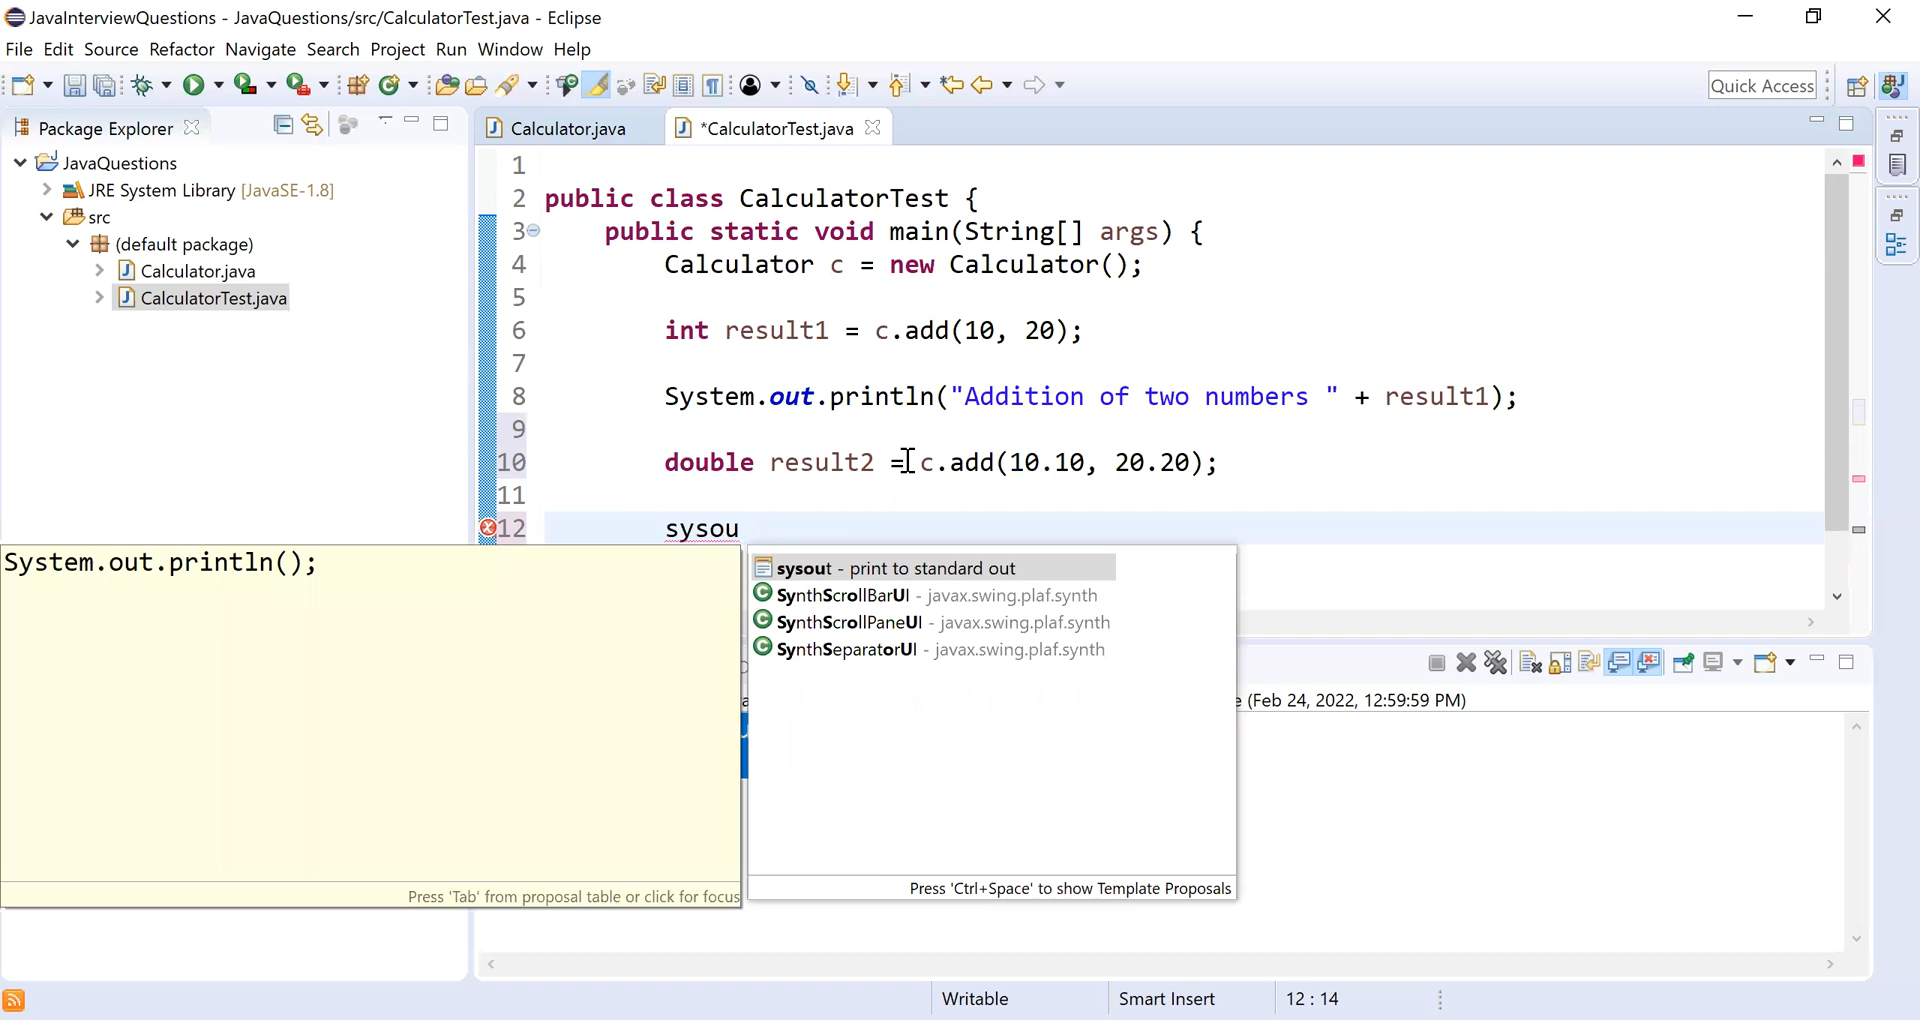 JavaInterviewQuestions - JavaQuestions/src/CalculatorTest.java - Eclipse
File Edit Source Refactor Navigate Search Project Run Window Help
Quick Access
Package Explorer
Calculator.java
*CalculatorTest.java
JavaQuestions
JRE System Library [JavaSE-1.8]
src
(default package)
Calculator.java
CalculatorTest.java
1
2 public class CalculatorTest {
3 public static void main(String[] args) {
4 Calculator c = new Calculator();
5
6 int result1 = c.add(10, 20);
7
8 System.out.println("Addition of two numbers " + result1);
9
10 double result2 = c.add(10.10, 20.20);
11
12 sysou
System.out.println();
Press 'Tab' from proposal table or click for focus
sysout - print to standard out
SynthScrollBarUI - javax.swing.plaf.synth
SynthScrollPaneUI - javax.swing.plaf.synth
SynthSeparatorUI - javax.swing.plaf.synth
Press 'Ctrl+Space' to show Template Proposals
e (Feb 24, 2022, 12:59:59 PM)
Writable
Smart Insert
12 : 14